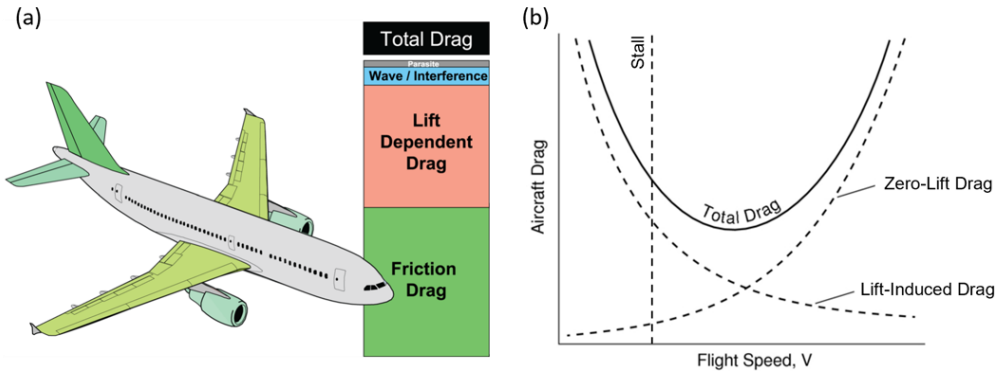 (a)
Total Drag
Parasite
Wave / Interference
Lift
Dependent
Drag
Friction
Drag
(b)
Aircraft Drag
Stall
Total Drag
Zero-Lift Drag
Lift-Induced Drag
Flight Speed, V